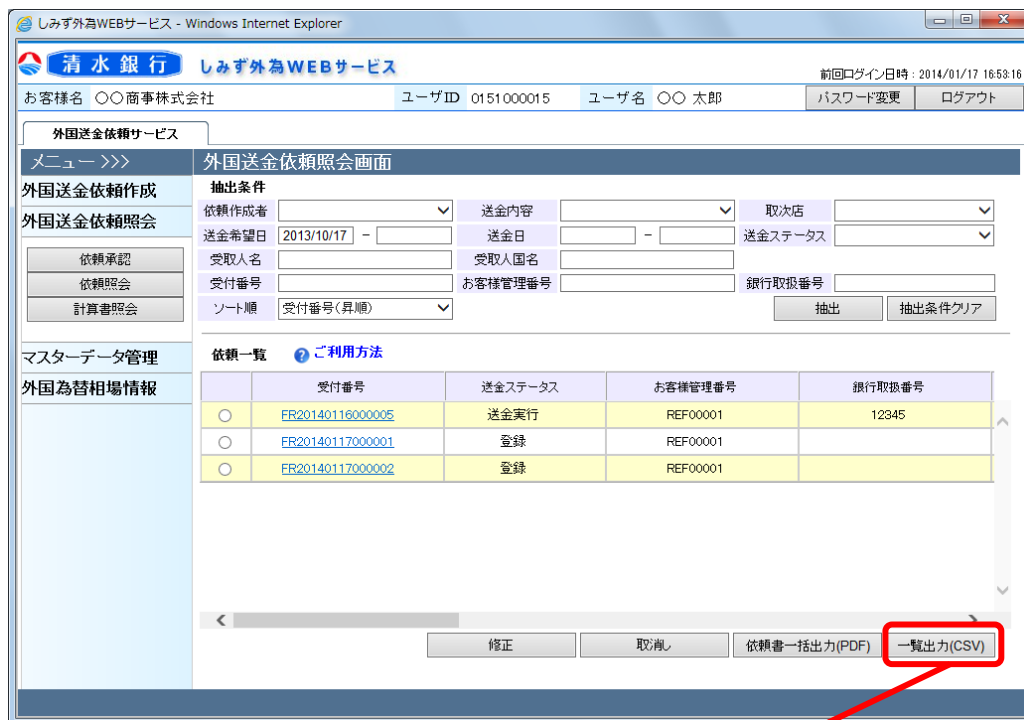 しみず外為WEBサービス - Windows Internet Explorer
清水銀行 しみず外為WEBサービス
前回ログイン日時 : 2014/01/17 16:53:16
お客様名 〇〇商事株式会社 ユーザID 0151000015 ユーザ名 〇〇 太郎 パスワード変更 ログアウト
外国送金依頼サービス
メニュー >>>
外国送金依頼作成
外国送金依頼照会
依頼承認
依頼照会
計算書照会
マスターデータ管理
外国為替相場情報
外国送金依頼照会画面
抽出条件
依頼作成者 送金内容 取次店
送金希望日 2013/10/17 - 送金日 - 送金ステータス
受取人名 受取人国名
受付番号 お客様管理番号 銀行取扱番号
ソート順 受付番号(昇順) 抽出 抽出条件クリア
依頼一覧 ? ご利用方法
受付番号 送金ステータス お客様管理番号 銀行取扱番号
FR20140116000005 送金実行 REF00001 12345
FR20140117000001 登録 REF00001
FR20140117000002 登録 REF00001
修正 取消し 依頼書一括出力(PDF) 一覧出力(CSV)